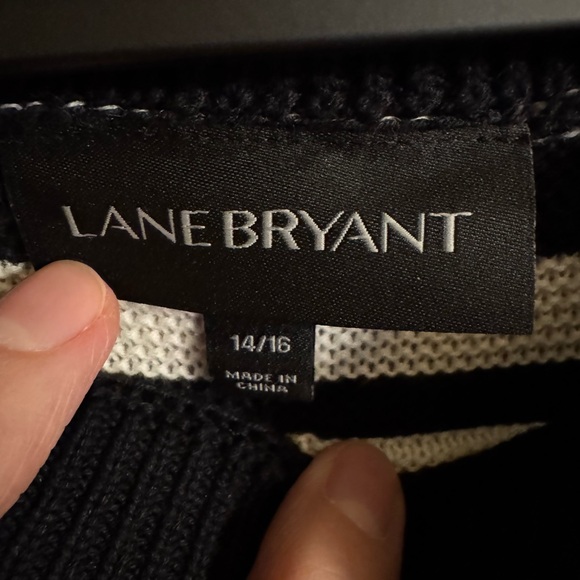 LANE BRYANT
14/16
MADE IN
CHINA